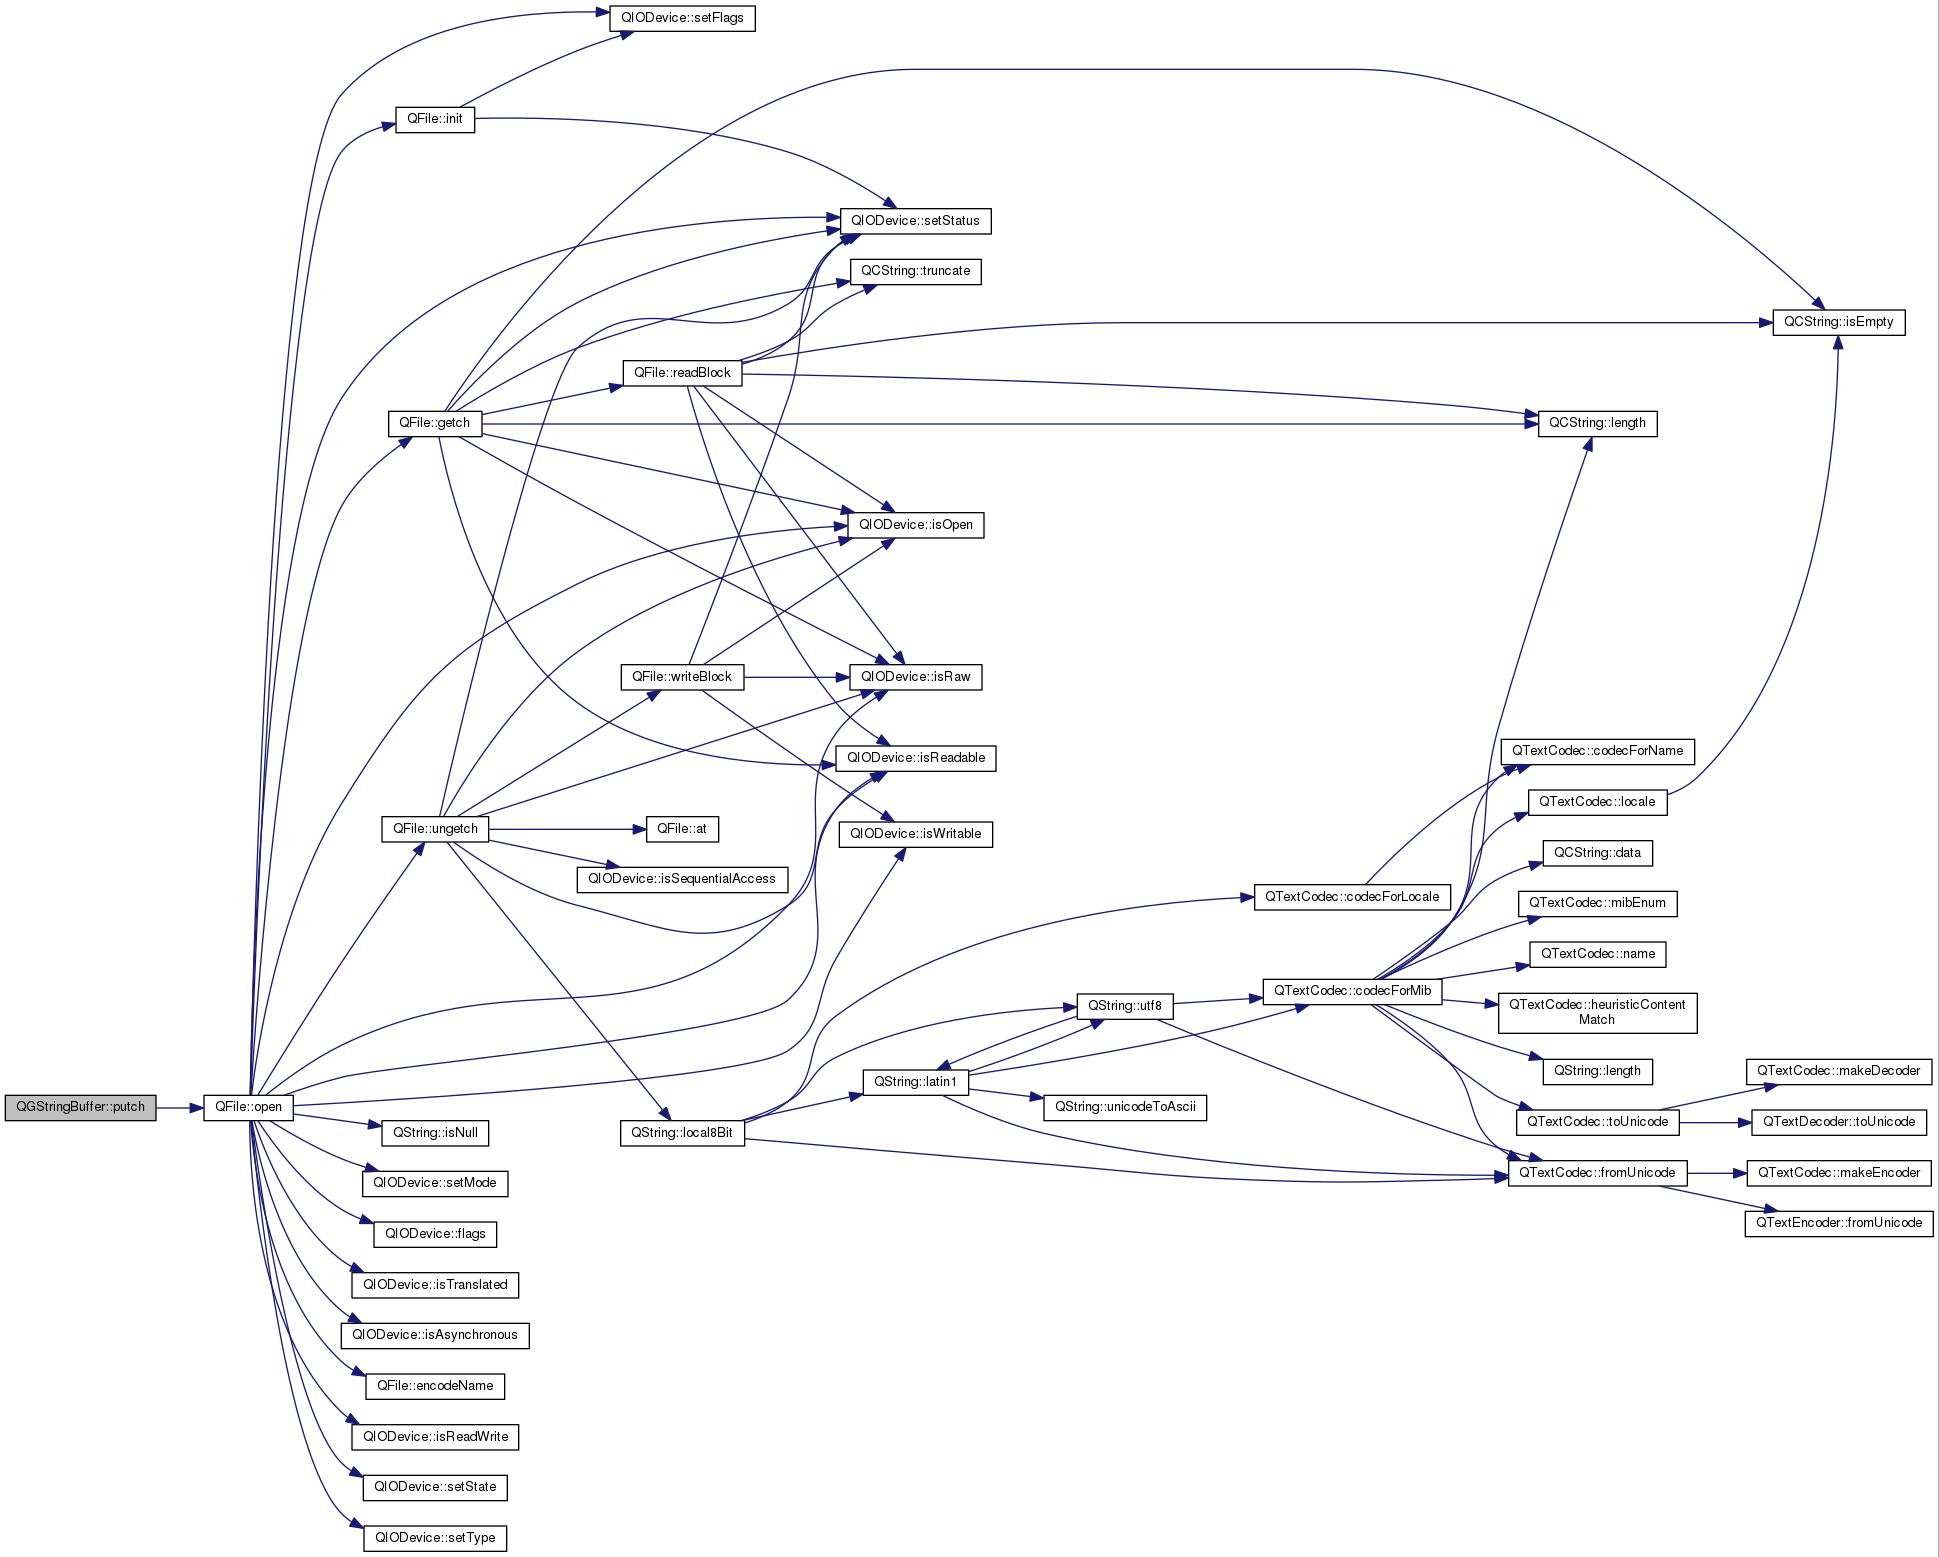 QIODevice::setFlags
QFile::init
QIODevice::setStatus
QCString::truncate
QCString::isEmpty
QFile::readBlock
QFile::getch
QCString::length
QIODevice::isOpen
QFile::writeBlock
QIODevice::isRaw
QIODevice::isReadable
QTextCodec::codecForName
QTextCodec::locale
QFile::ungetch
QFile::at
QIODevice::isWritable
QCString::data
QIODevice::isSequentialAccess
QTextCodec::codecForLocale
QTextCodec::mibEnum
QTextCodec::name
QTextCodec::codecForMib
QString::utf8
QTextCodec::heuristicContent
Match
QString::length
QTextCodec::makeDecoder
QString::latin1
QGStringBuffer::putch
QFile::open
QString::unicodeToAscii
QTextCodec::toUnicode
QTextDecoder::toUnicode
QString::isNull
QString::local8Bit
QTextCodec::fromUnicode
QTextCodec::makeEncoder
QIODevice::setMode
QTextEncoder::fromUnicode
QIODevice::flags
QIODevice::isTranslated
QIODevice::isAsynchronous
QFile::encodeName
QIODevice::isReadWrite
QIODevice::setState
QIODevice::setType